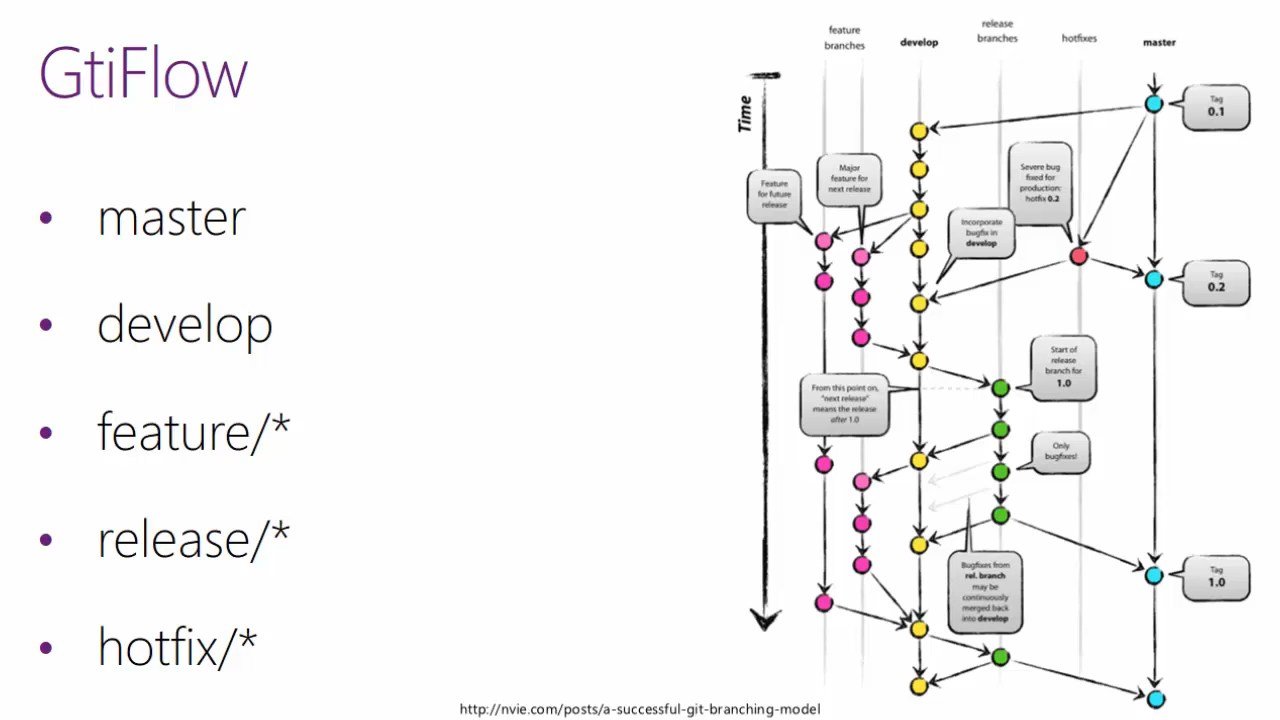 GtiFlow
• master
• develop
• feature/*
• release/*
• hotfix/*
feature
branches
develop
release
branches
hotfixes
master
Time
Tag
0.1
Feature
for future
release
Major
feature for
next release
Severe bug
fixed for
production:
hotfix 0.2
Incorporate
bugfix in
develop
Tag
0.2
Start of
release
branch for
1.0
From this point on,
"next release"
means the release
after 1.0
Only
bugfixes!
Bugfixes from
rel. branch
may be
continuously
merged back
into develop
Tag
1.0
http://nvie.com/posts/a-successful-git-branching-model